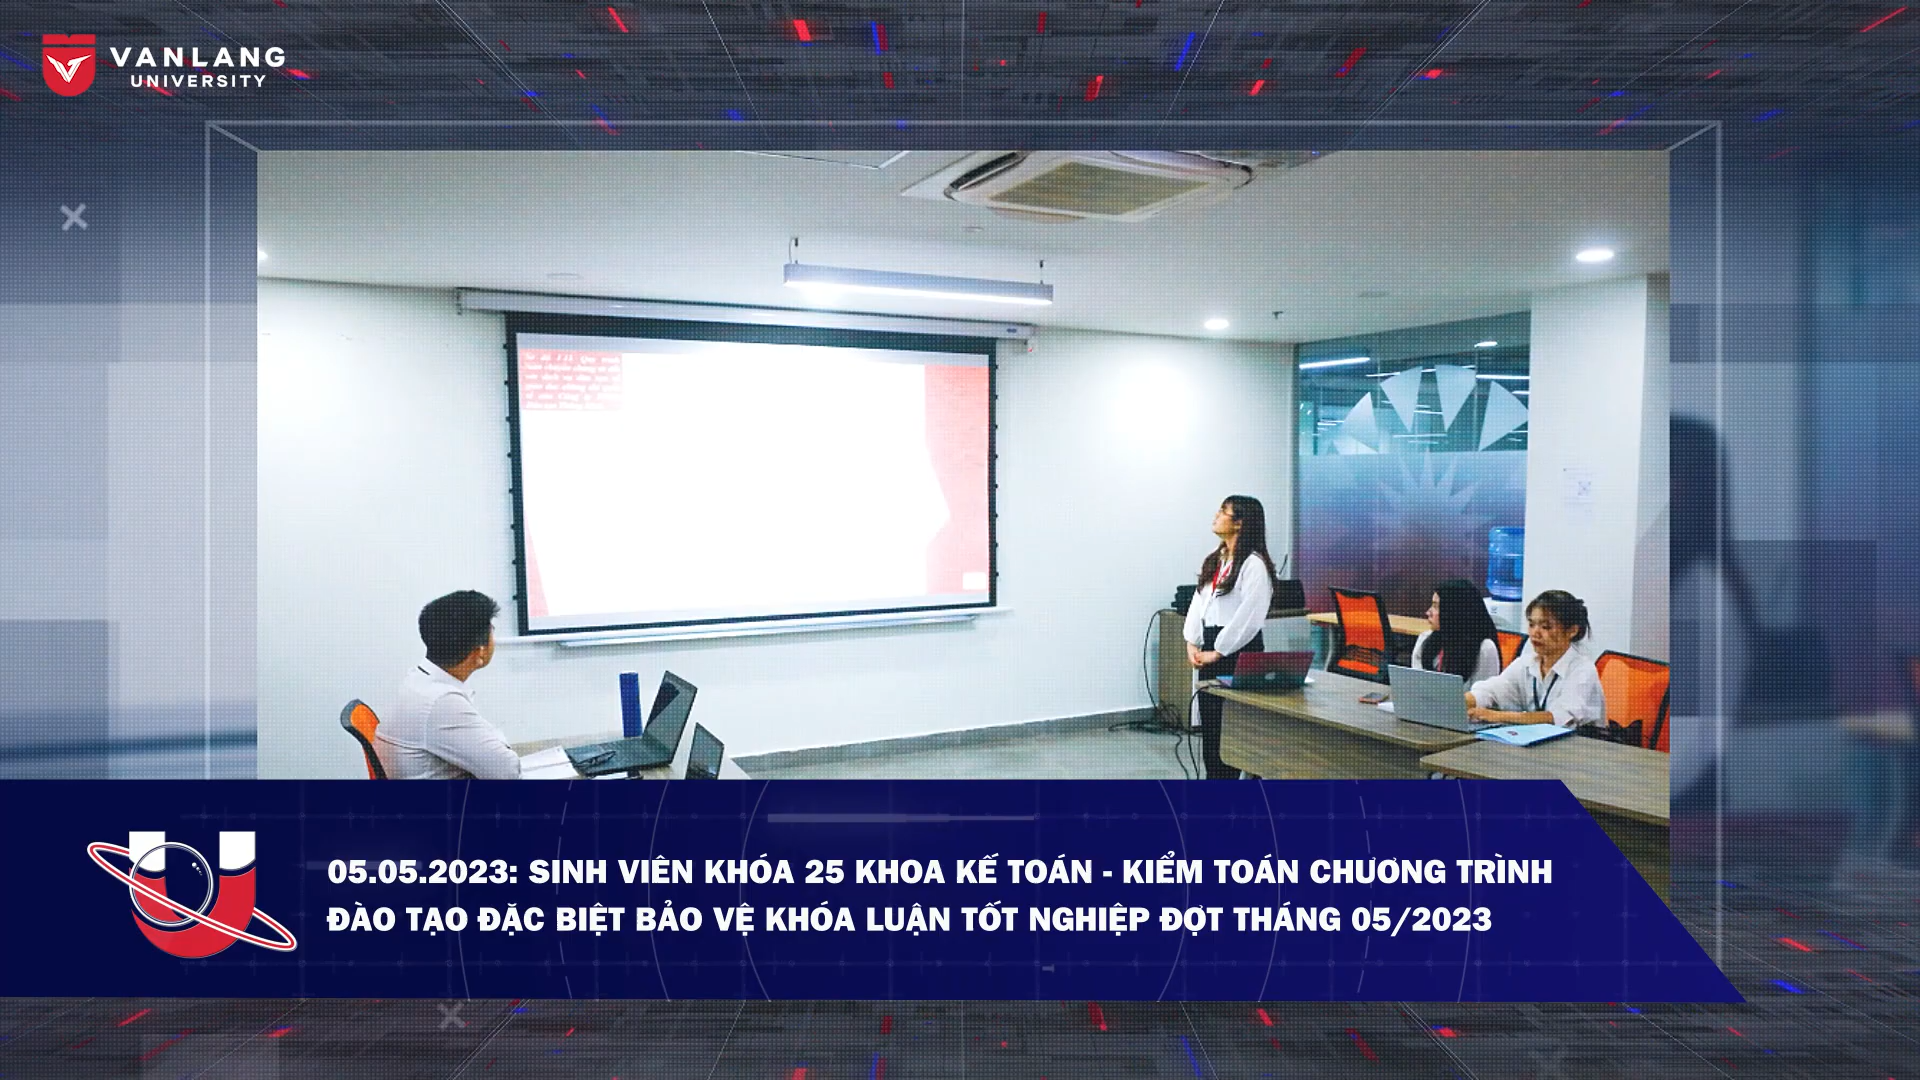 VANLANG
UNIVERSITY
05.05.2023: SINH VIÊN KHÓA 25 KHOA KẾ TOÁN - KIỂM TOÁN CHƯƠNG TRÌNH
ĐÀO TẠO ĐẶC BIỆT BẢO VỆ KHÓA LUẬN TỐT NGHIỆP ĐỢT THÁNG 05/2023